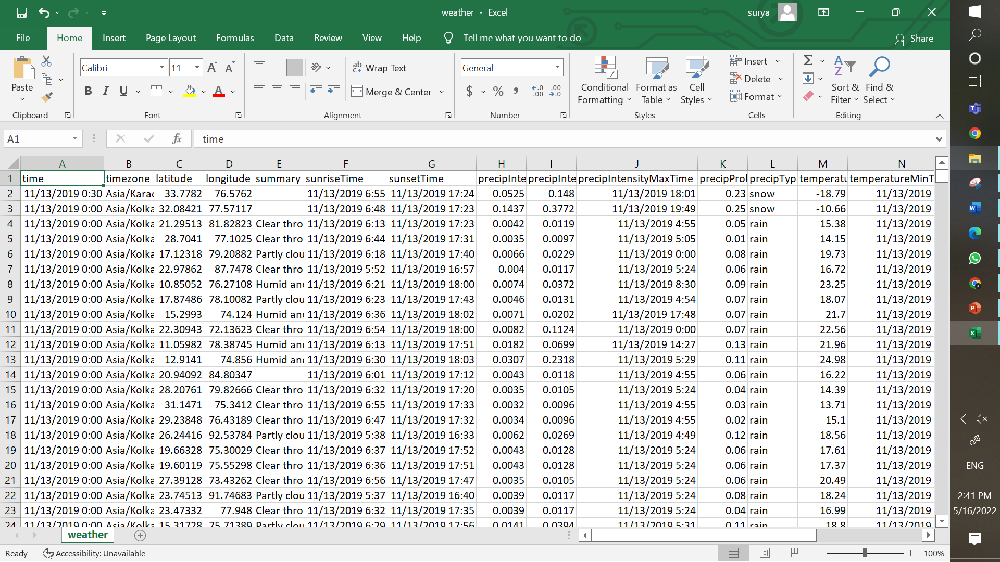 weather - Excel
surya
File Home Insert Page Layout Formulas Data Review View Help Tell me what you want to do Share
Paste
Clipboard
Calibri 11
B I U
Font
ab Wrap Text
Merge & Center
Alignment
General
$ % ,
Number
Conditional Formatting
Format as Table
Cell Styles
Styles
Insert
Delete
Format
Cells
Sort & Filter
Find & Select
Editing
A1 fx time
A B C D E F G H I J K L M N
1 time timezone latitude longitude summary sunriseTime sunsetTime precipInte precipInte precipIntensityMaxTime precipProb precipType temperatu temperatureMinT
2 11/13/2019 0:30 Asia/Karac 33.7782 76.5762 11/13/2019 6:55 11/13/2019 17:24 0.0525 0.148 11/13/2019 18:01 0.23 snow -18.79 11/13/2019
3 11/13/2019 0:00 Asia/Kolka 32.08421 77.57117 11/13/2019 6:48 11/13/2019 17:23 0.1437 0.3772 11/13/2019 19:49 0.25 snow -10.66 11/13/2019
4 11/13/2019 0:00 Asia/Kolka 21.29513 81.82823 Clear thro 11/13/2019 6:13 11/13/2019 17:23 0.0042 0.0119 11/13/2019 4:55 0.05 rain 15.38 11/13/2019
5 11/13/2019 0:00 Asia/Kolka 28.7041 77.1025 Clear thro 11/13/2019 6:44 11/13/2019 17:31 0.0035 0.0097 11/13/2019 5:05 0.01 rain 14.15 11/13/2019
6 11/13/2019 0:00 Asia/Kolka 17.12318 79.20882 Partly clou 11/13/2019 6:18 11/13/2019 17:40 0.0066 0.0229 11/13/2019 0:00 0.08 rain 19.73 11/13/2019
7 11/13/2019 0:00 Asia/Kolka 22.97862 87.7478 Clear thro 11/13/2019 5:52 11/13/2019 16:57 0.004 0.0117 11/13/2019 5:24 0.06 rain 16.72 11/13/2019
8 11/13/2019 0:00 Asia/Kolka 10.85052 76.27108 Humid an 11/13/2019 6:21 11/13/2019 18:00 0.0074 0.0372 11/13/2019 8:30 0.09 rain 23.25 11/13/2019
9 11/13/2019 0:00 Asia/Kolka 17.87486 78.10082 Partly clou 11/13/2019 6:23 11/13/2019 17:43 0.0046 0.0131 11/13/2019 4:54 0.07 rain 18.07 11/13/2019
10 11/13/2019 0:00 Asia/Kolka 15.2993 74.124 Humid an 11/13/2019 6:36 11/13/2019 18:02 0.0071 0.0202 11/13/2019 17:48 0.07 rain 21.7 11/13/2019
11 11/13/2019 0:00 Asia/Kolka 22.30943 72.13623 Clear thro 11/13/2019 6:54 11/13/2019 18:00 0.0082 0.1124 11/13/2019 0:00 0.07 rain 22.56 11/13/2019
12 11/13/2019 0:00 Asia/Kolka 11.05982 78.38745 Humid an 11/13/2019 6:13 11/13/2019 17:51 0.0182 0.0699 11/13/2019 14:27 0.13 rain 21.96 11/13/2019
13 11/13/2019 0:00 Asia/Kolka 12.9141 74.856 Humid an 11/13/2019 6:30 11/13/2019 18:03 0.0307 0.2318 11/13/2019 5:29 0.11 rain 24.98 11/13/2019
14 11/13/2019 0:00 Asia/Kolka 20.94092 84.80347 11/13/2019 6:01 11/13/2019 17:12 0.0043 0.0118 11/13/2019 4:55 0.06 rain 16.22 11/13/2019
15 11/13/2019 0:00 Asia/Kolka 28.20761 79.82666 Clear thro 11/13/2019 6:32 11/13/2019 17:20 0.0035 0.0105 11/13/2019 5:24 0.04 rain 14.39 11/13/2019
16 11/13/2019 0:00 Asia/Kolka 31.1471 75.3412 Clear thro 11/13/2019 6:55 11/13/2019 17:33 0.0032 0.0096 11/13/2019 4:55 0.03 rain 13.71 11/13/2019
17 11/13/2019 0:00 Asia/Kolka 29.23848 76.43189 Clear thro 11/13/2019 6:47 11/13/2019 17:32 0.0034 0.0096 11/13/2019 4:55 0.02 rain 15.1 11/13/2019
18 11/13/2019 0:00 Asia/Kolka 26.24416 92.53784 Partly clou 11/13/2019 5:38 11/13/2019 16:33 0.0062 0.0269 11/13/2019 4:49 0.12 rain 18.56 11/13/2019
19 11/13/2019 0:00 Asia/Kolka 19.66328 75.30029 Clear thro 11/13/2019 6:37 11/13/2019 17:52 0.0043 0.0128 11/13/2019 5:24 0.06 rain 17.61 11/13/2019
20 11/13/2019 0:00 Asia/Kolka 19.60119 75.55298 Clear thro 11/13/2019 6:36 11/13/2019 17:51 0.0043 0.0128 11/13/2019 5:24 0.06 rain 17.37 11/13/2019
21 11/13/2019 0:00 Asia/Kolka 27.39128 73.43262 Clear thro 11/13/2019 6:56 11/13/2019 17:47 0.0035 0.0105 11/13/2019 5:24 0.06 rain 20.49 11/13/2019
22 11/13/2019 0:00 Asia/Kolka 23.74513 91.74683 Partly clou 11/13/2019 5:37 11/13/2019 16:40 0.0039 0.0117 11/13/2019 5:24 0.08 rain 18.24 11/13/2019
23 11/13/2019 0:00 Asia/Kolka 23.47332 77.948 Clear thro 11/13/2019 6:32 11/13/2019 17:35 0.0039 0.0117 11/13/2019 5:24 0.04 rain 16.99 11/13/2019
24 11/13/2019 0:00 Asia/Kolka 15.31728 75.71389 Partly clou 11/13/2019 6:29 11/13/2019 17:56 0.0141 0.0394 11/13/2019 5:31 0.11 rain 18.8 11/13/2019
weather
Ready Accessibility: Unavailable 100%
ENG
2:41 PM
5/16/2022